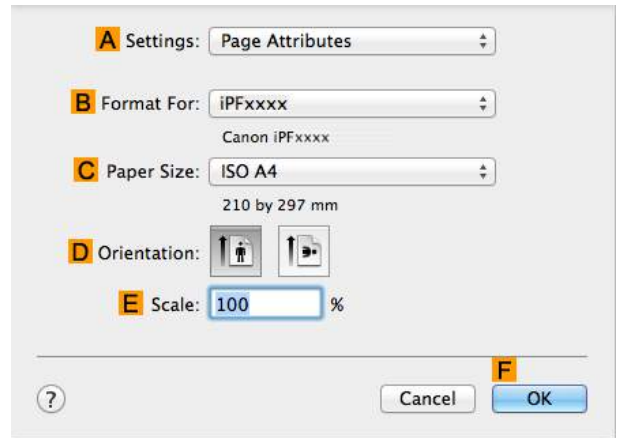 A Settings: Page Attributes
B Format For: iPFxxxx
Canon iPFxxxx
C Paper Size: ISO A4
210 by 297 mm
D Orientation:
E Scale: 100 %
F
? Cancel OK